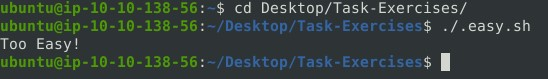 ubuntu@ip-10-10-138-56:~$ cd Desktop/Task-Exercises/
ubuntu@ip-10-10-138-56:~/Desktop/Task-Exercises$ ./.easy.sh
Too Easy!
ubuntu@ip-10-10-138-56:~/Desktop/Task-Exercises$